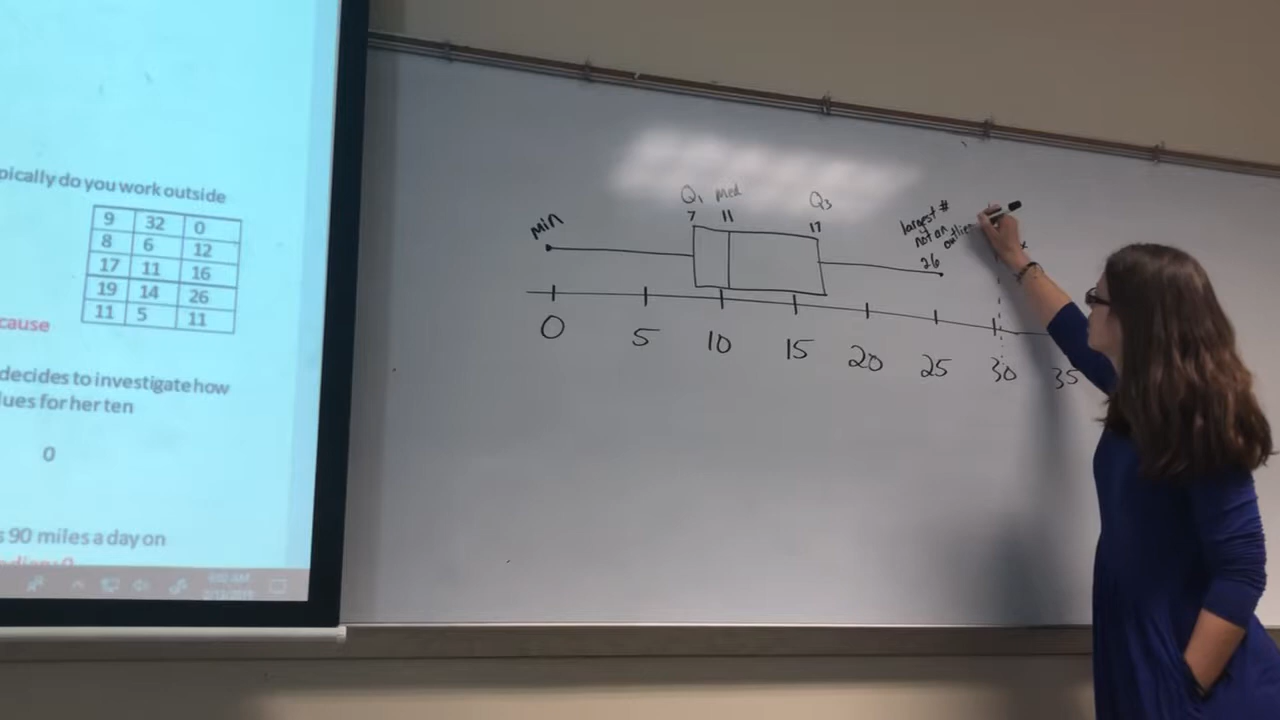 pically do you work outside
9 32 0
8 6 12
17 11 16
19 14 26
11 5 11
cause
decides to investigate how
lues for her ten
0
s 90 miles a day on
Min
Q1 med Q3
7 11 17
largest #
not an
outlier
26
x
0 5 10 15 20 25 30 35